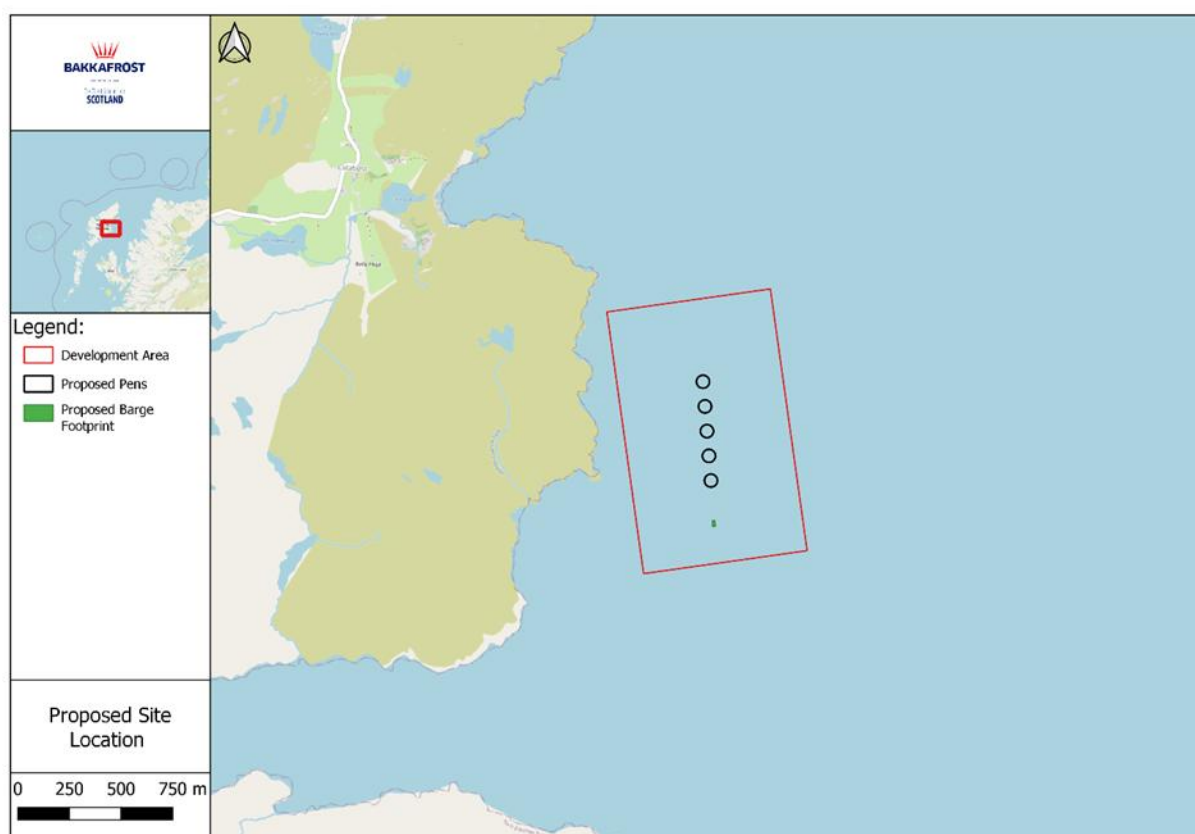 BAKKAFROST
SCOTLAND
Legend:
Development Area
Proposed Pens
Proposed Barge
Footprint
Proposed Site
Location
0 250 500 750 m